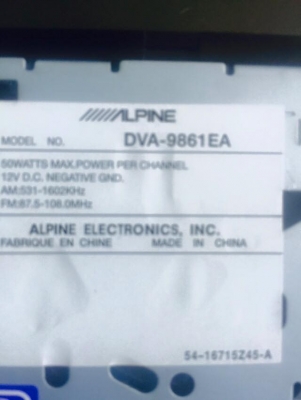 ALPINE
MODEL NO. DVA-9861EA
50WATTS MAX.POWER PER CHANNEL
12V D.C. NEGATIVE GND.
AM:531-1602KHz
FM:87.5-108.0MHz
ALPINE ELECTRONICS, INC.
FABRIQUE EN CHINE MADE IN CHINA
54-16715Z45-A